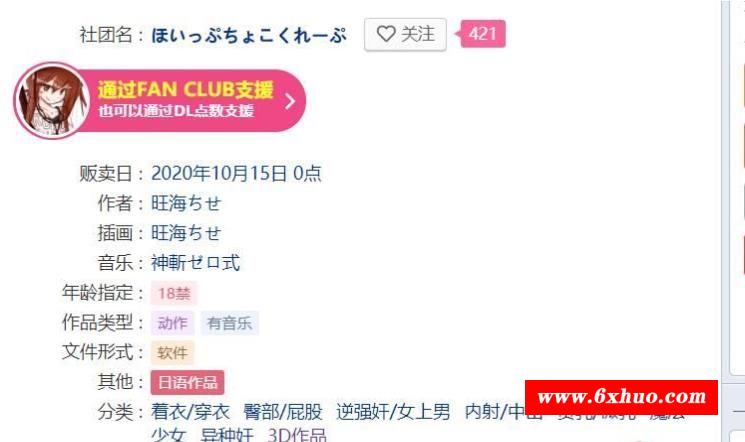 社团名： ほいっぷちょこくれーぷ 关注 421
通过FAN CLUB支援
也可以通过DL点数支援
贩卖日： 2020年10月15日 0点
作者： 旺海ちせ
插画： 旺海ちせ
音乐： 神斬ゼロ式
年龄指定： 18禁
作品类型： 动作 有音乐
文件形式： 软件
其他： 日语作品
分类： 着衣/穿衣 臀部/屁股 逆强奸/女上男 内射/中出
www.6xhuo.com
少女 异种奸 3D作品